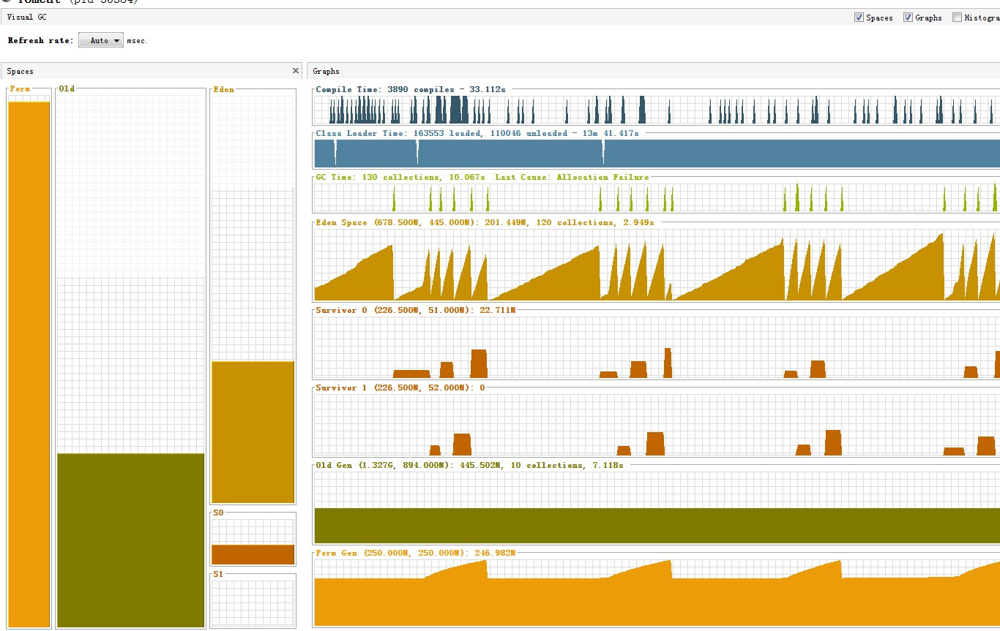 Visual GC
Spaces
Graphs
Refresh rate: Auto msec.
Spaces
Graphs
Perm
Old
Eden
S0
S1
Compile Time: 3890 compiles - 33.112s
Class Loader Time: 163553 loaded, 110046 unloaded - 13m 41.417s
GC Time: 130 collections, 10.067s Last Cause: Allocation Failure
Eden Space (678.500M, 445.000M): 201.449M, 120 collections, 2.949s
Survivor 0 (226.500M, 51.000M): 22.711M
Survivor 1 (226.500M, 52.000M): 0
Old Gen (1.327G, 894.000M): 445.502M, 10 collections, 7.118s
Perm Gen (250.000M, 250.000M): 246.982M